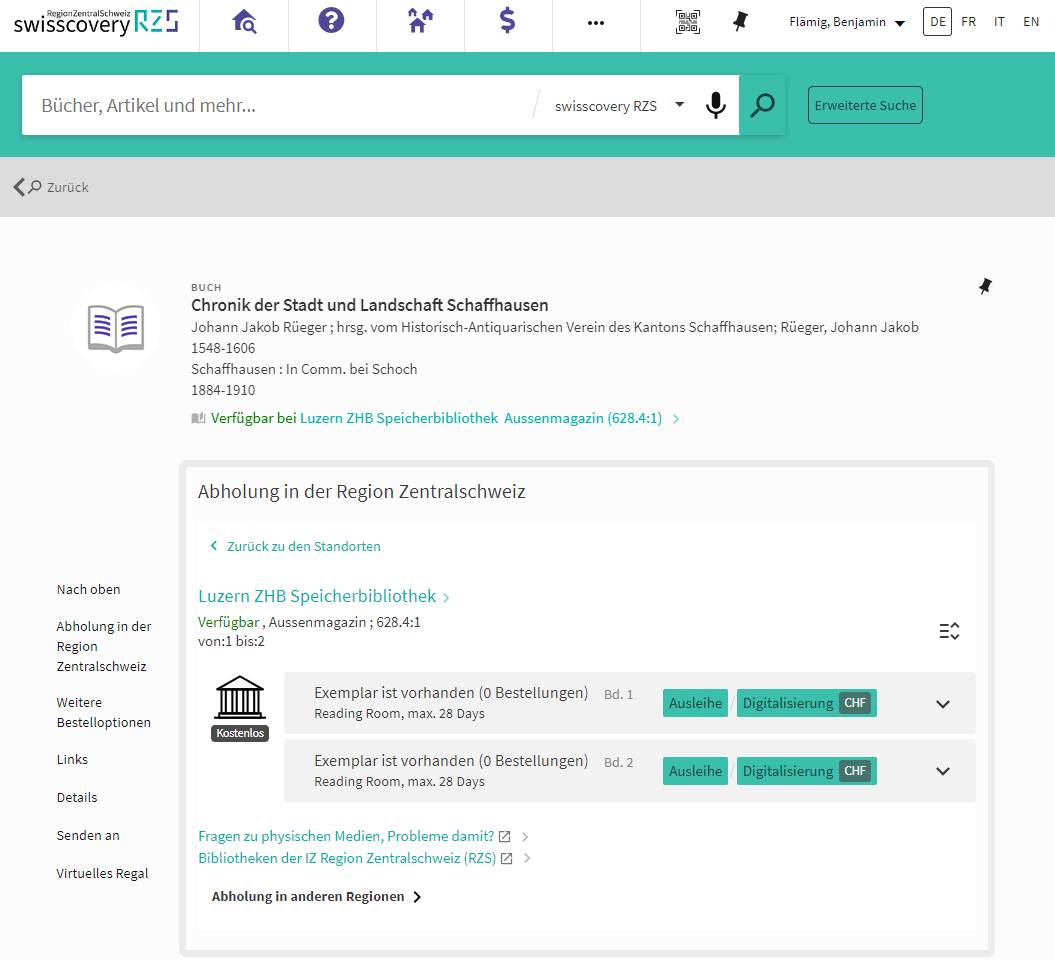 RegionZentralSchweiz
swisscovery RZS
Flämig, Benjamin
DE FR IT EN
Bücher, Artikel und mehr...
swisscovery RZS
Erweiterte Suche
Zurück
BUCH
Chronik der Stadt und Landschaft Schaffhausen
Johann Jakob Rüeger ; hrsg. vom Historisch-Antiquarischen Verein des Kantons Schaffhausen; Rüeger, Johann Jakob
1548-1606
Schaffhausen : In Comm. bei Schoch
1884-1910
Verfügbar bei Luzern ZHB Speicherbibliothek Aussenmagazin (628.4:1)
Abholung in der Region Zentralschweiz
Zurück zu den Standorten
Luzern ZHB Speicherbibliothek
Verfügbar , Aussenmagazin ; 628.4:1
von:1 bis:2
Kostenlos
Exemplar ist vorhanden (0 Bestellungen) Bd. 1
Reading Room, max. 28 Days
Ausleihe / Digitalisierung CHF
Exemplar ist vorhanden (0 Bestellungen) Bd. 2
Reading Room, max. 28 Days
Ausleihe / Digitalisierung CHF
Fragen zu physischen Medien, Probleme damit?
Bibliotheken der IZ Region Zentralschweiz (RZS)
Abholung in anderen Regionen
Nach oben
Abholung in der
Region
Zentralschweiz
Weitere
Bestelloptionen
Links
Details
Senden an
Virtuelles Regal